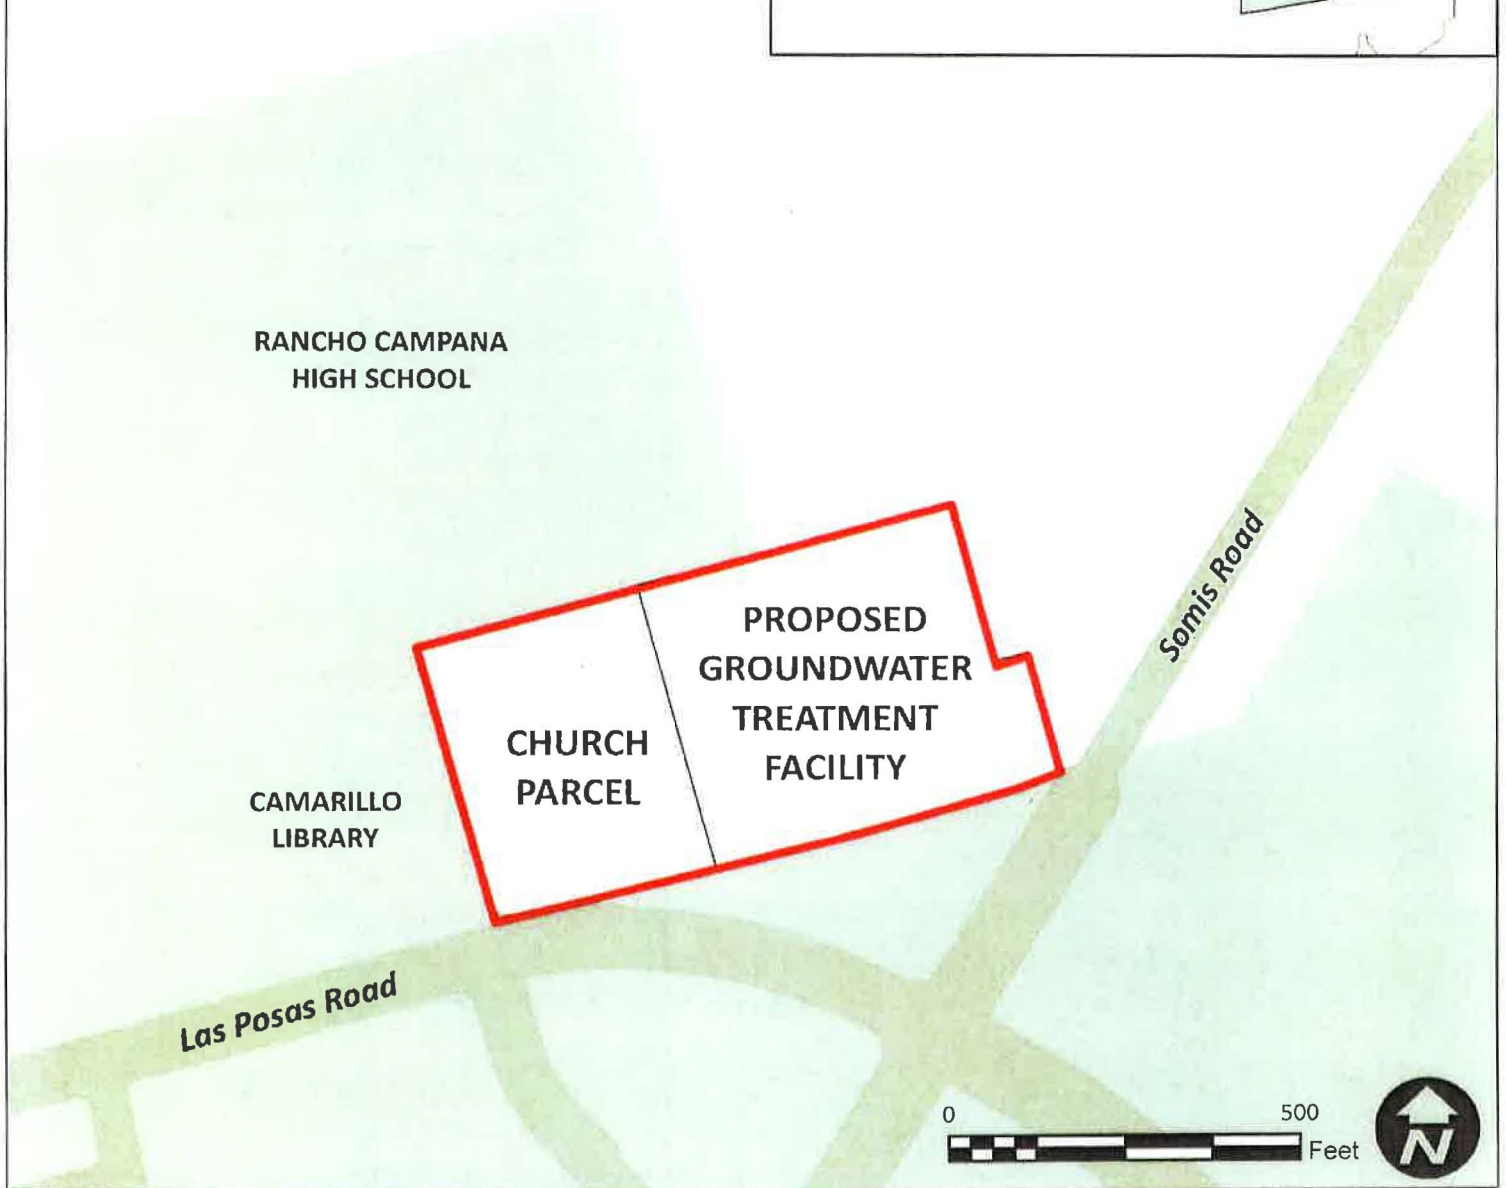 RANCHO CAMPANA
HIGH SCHOOL
Somis Road
PROPOSED
GROUNDWATER
TREATMENT
FACILITY
CHURCH
PARCEL
CAMARILLO
LIBRARY
Las Posas Road
0 500
Feet
N